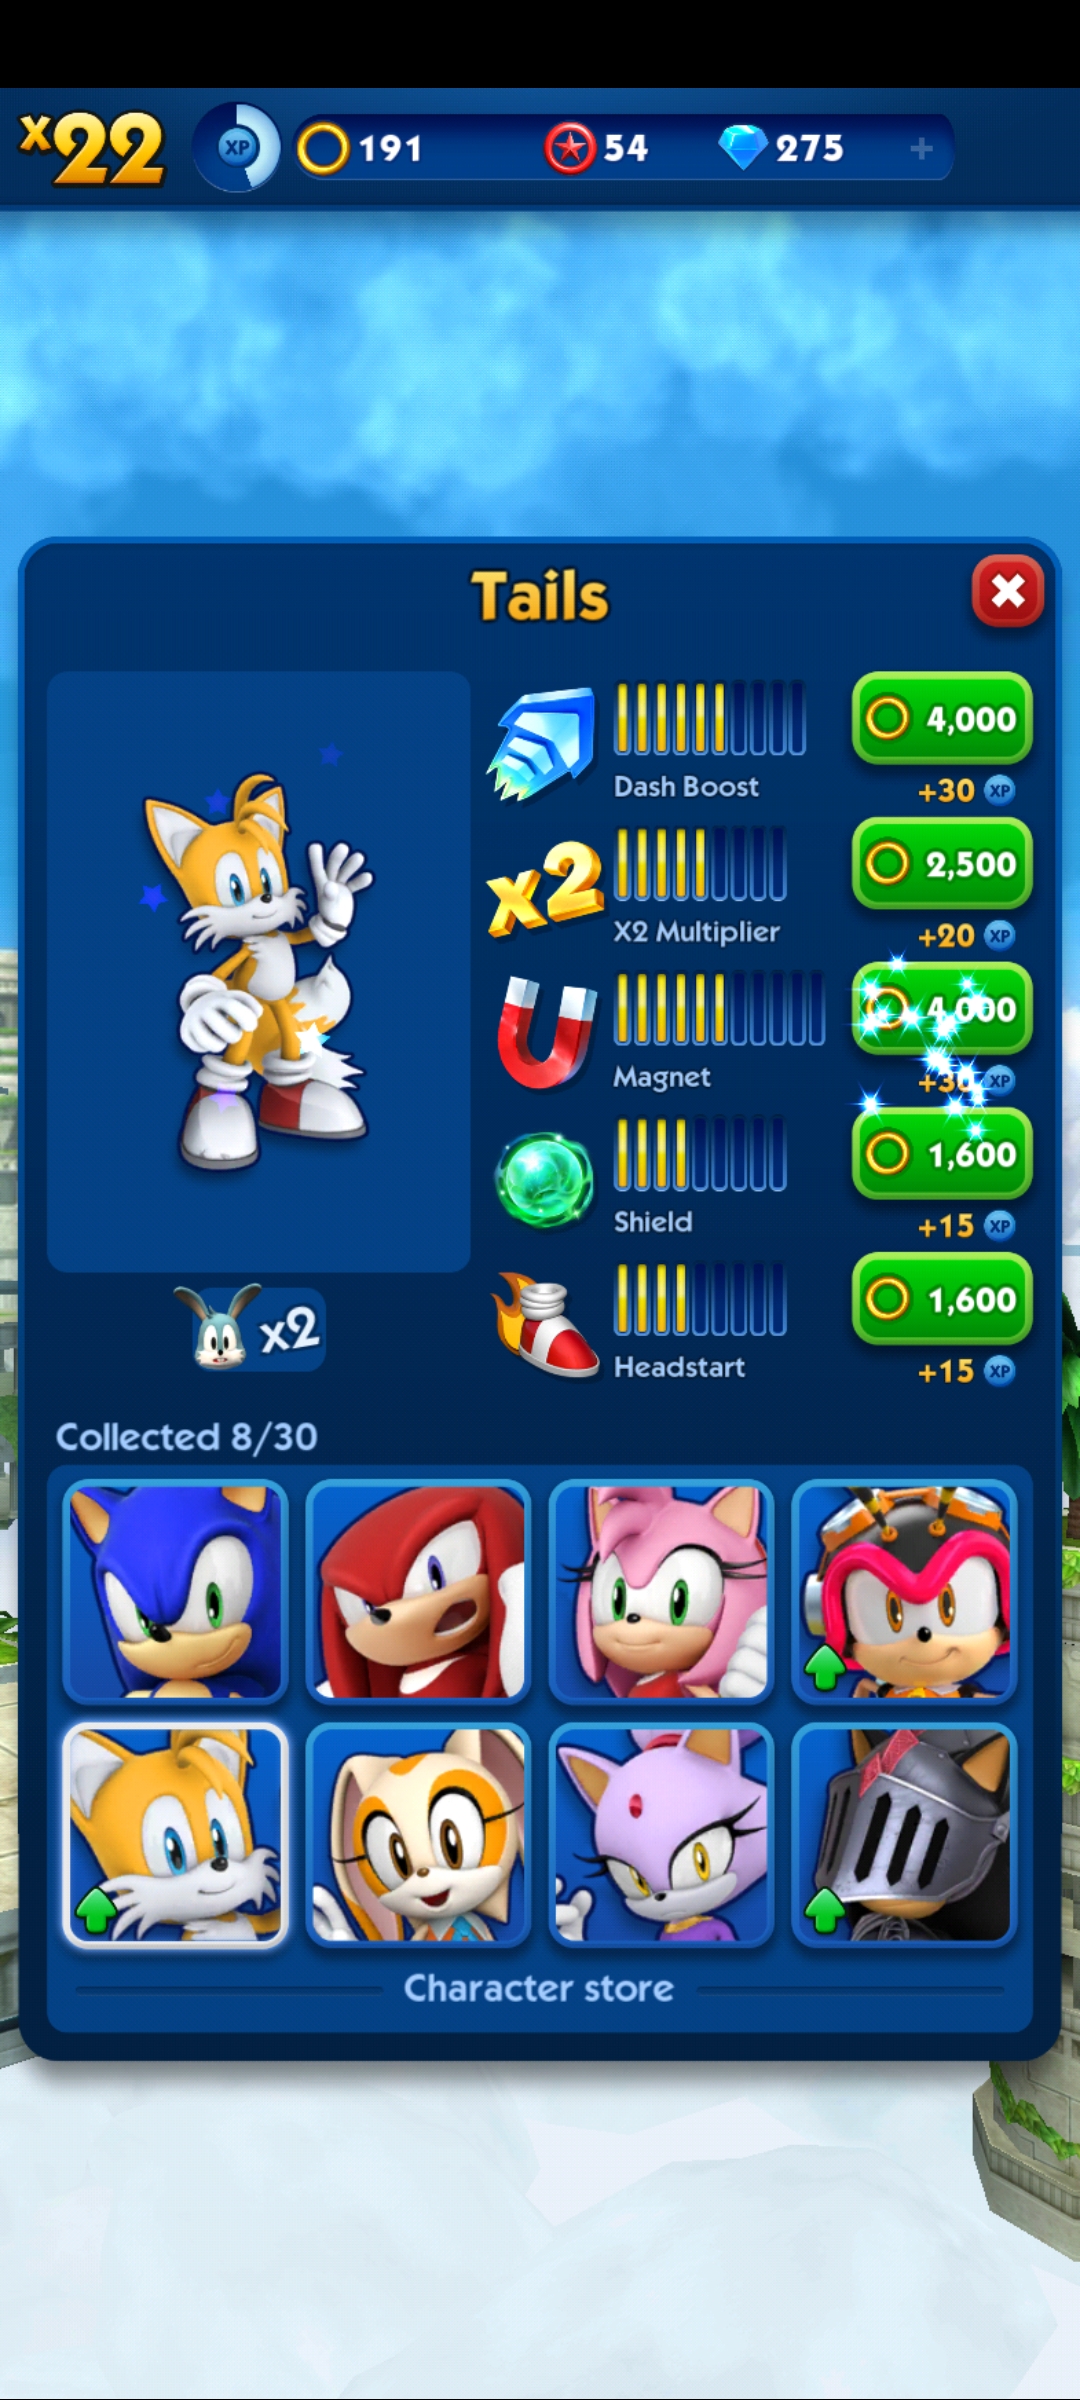 x22 XP 191 54 275 +
Tails
4,000
Dash Boost +30 XP
x2 2,500
X2 Multiplier +20 XP
4,000
Magnet +30 XP
1,600
Shield +15 XP
x2 1,600
Headstart +15 XP
Collected 8/30
Character store